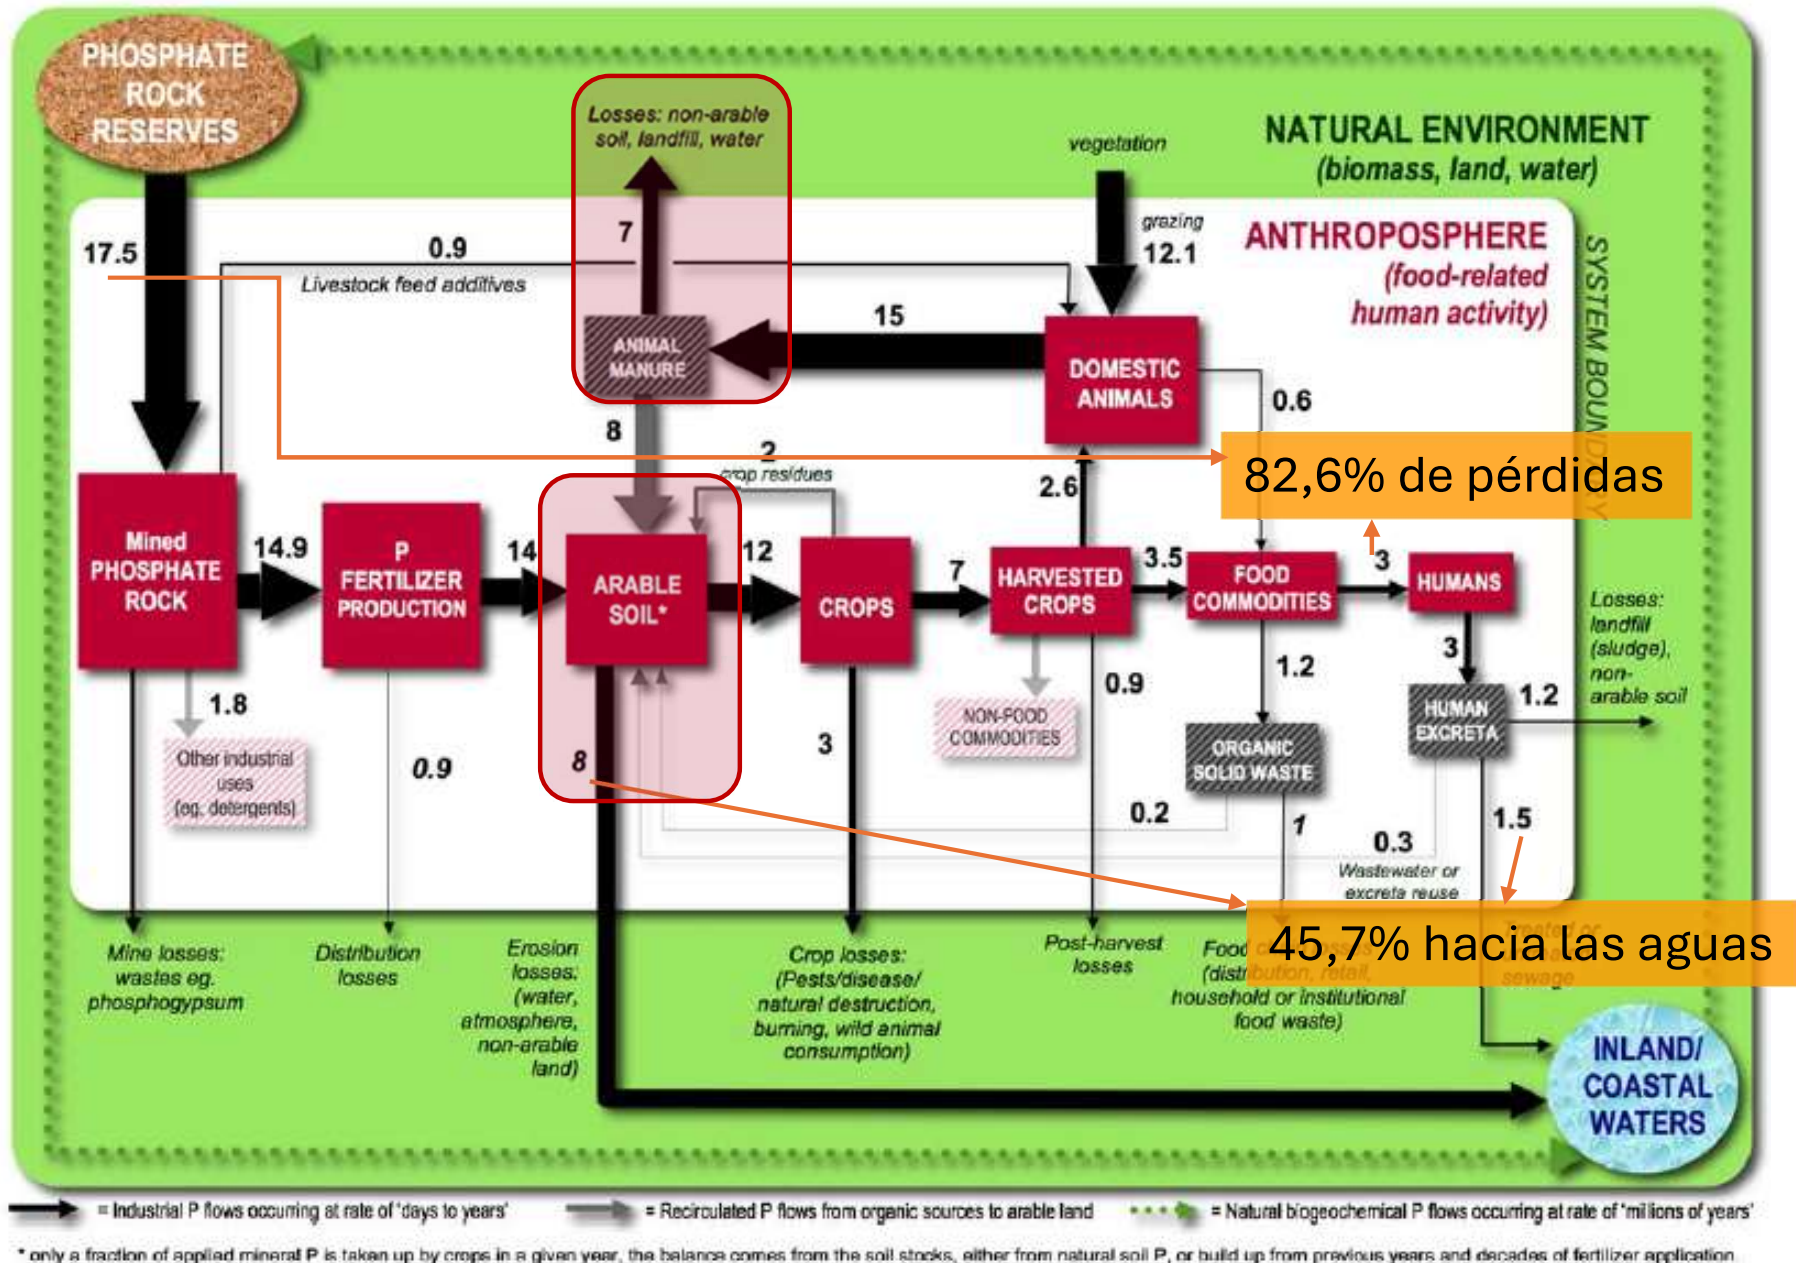 PHOSPHATE
ROCK
RESERVES
Losses: non-arable
soil, landfill, water
vegetation
NATURAL ENVIRONMENT
(biomass, land, water)
17.5
0.9
Livestock feed additives
7
grazing
12.1
ANTHROPOSPHERE
(food-related
human activity)
SYSTEM BOUNDRY
ANIMAL
MANURE
15
DOMESTIC
ANIMALS
0.6
8
2
crop residues
2.6
82,6% de pérdidas
Mined
PHOSPHATE
ROCK
14.9
P
FERTILIZER
PRODUCTION
14
ARABLE
SOIL*
12
CROPS
7
HARVESTED
CROPS
3.5
FOOD
COMMODITIES
3
HUMANS
Losses:
landfill
(sludge),
non-
arable soil
1.8
Other industrial
uses
(eg. detergents)
0.9
8
3
NON-FOOD
COMMODITIES
0.9
1.2
ORGANIC
SOLID WASTE
3
HUMAN
EXCRETA
1.2
0.2
1
0.3
Wastewater or
excreta reuse
1.5
45,7% hacia las aguas
Mine losses:
wastes eg.
phosphogypsum
Distribution
losses
Erosion
losses:
(water,
atmosphere,
non-arable
land)
Crop losses:
(Pests/disease/
natural destruction,
burning, wild animal
consumption)
Post-harvest
losses
Food chain losses
(distribution, retail,
household or institutional
food waste)
Treated or
untreated
sewage
INLAND/
COASTAL
WATERS
= Industrial P flows occurring at rate of 'days to years'
= Recirculated P flows from organic sources to arable land
= Natural biogeochemical P flows occurring at rate of 'millions of years'
* only a fraction of applied mineral P is taken up by crops in a given year, the balance comes from the soil stocks, either from natural soil P, or build up from previous years and decades of fertilizer application